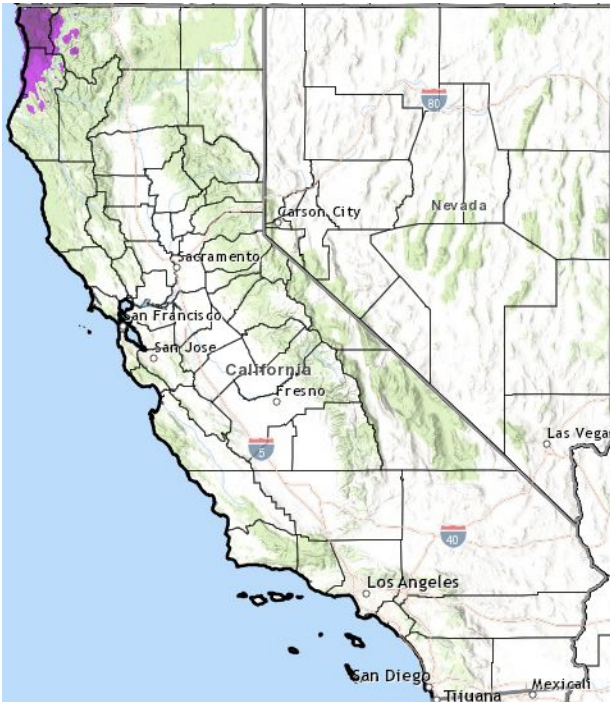 80
Nevada
Carson City
Sacramento
San Francisco
San Jose
California
Fresno
Las Vegas
5
40
Los Angeles
San Diego
Mexicali
Tijuana